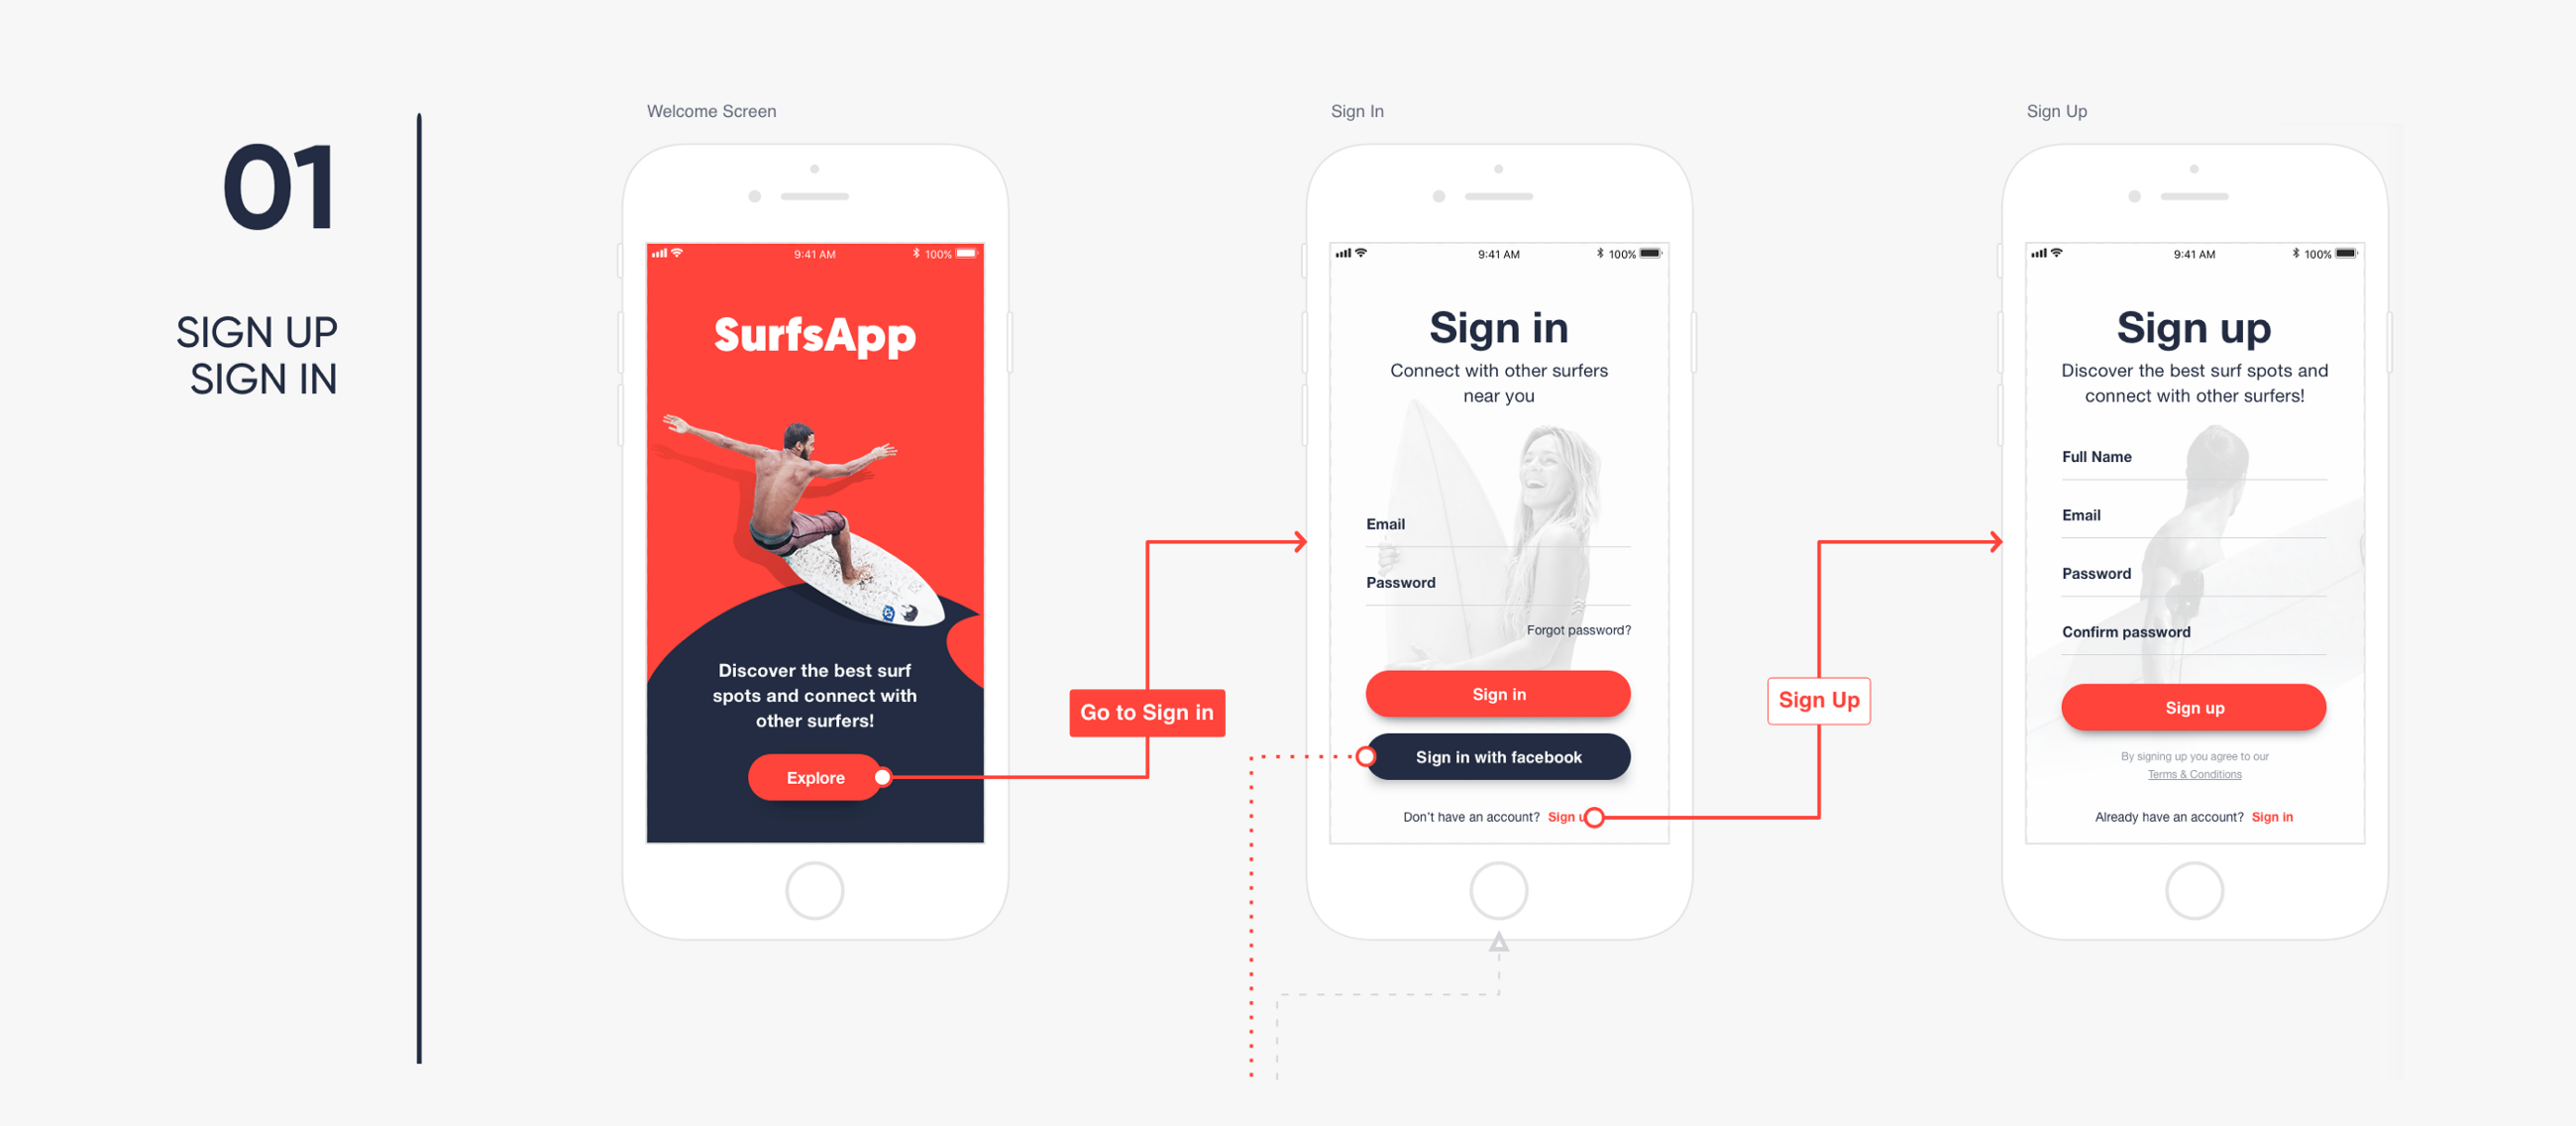 01
SIGN UP
SIGN IN
Welcome Screen
9:41 AM
100%
SurfsApp
Discover the best surf
spots and connect with
other surfers!
Explore
Go to Sign in
Sign In
9:41 AM
100%
Sign in
Connect with other surfers
near you
Email
Password
Forgot password?
Sign in
Sign in with facebook
Don't have an account? Sign u
Sign Up
Sign Up
9:41 AM
100%
Sign up
Discover the best surf spots and
connect with other surfers!
Full Name
Email
Password
Confirm password
Sign up
By signing up you agree to our
Terms & Conditions
Already have an account? Sign in